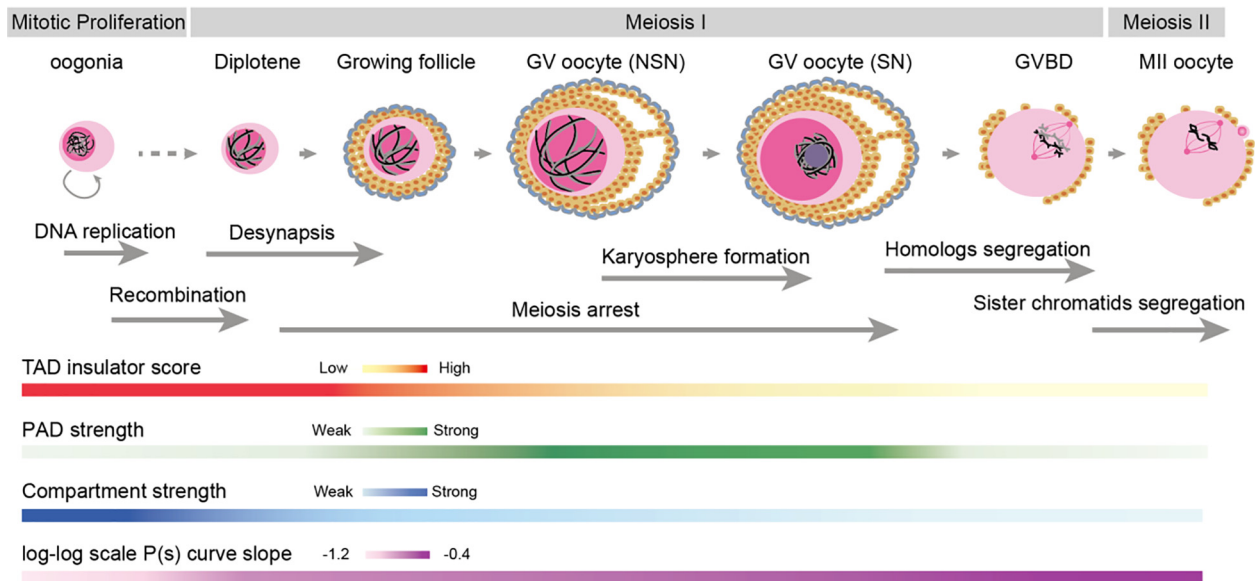 Mitotic Proliferation Meiosis I Meiosis II
oogonia Diplotene Growing follicle GV oocyte (NSN) GV oocyte (SN) GVBD MII oocyte
DNA replication Desynapsis Karyosphere formation Homologs segregation
Recombination Meiosis arrest Sister chromatids segregation
TAD insulator score Low High
PAD strength Weak Strong
Compartment strength Weak Strong
log-log scale P(s) curve slope -1.2 -0.4